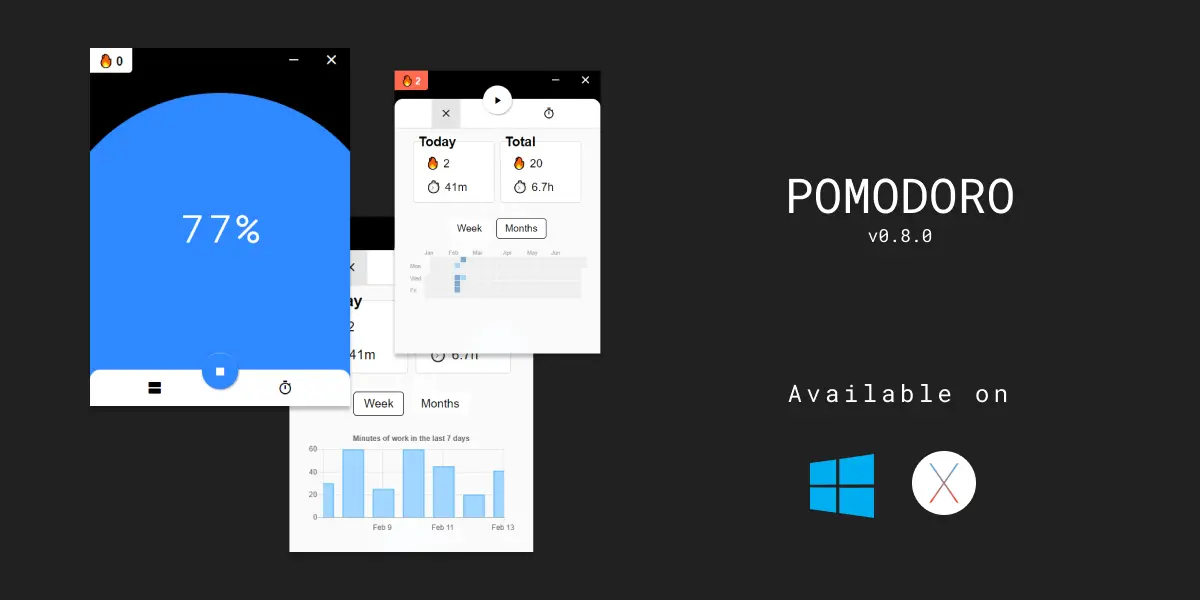 0
77%
2
Today
Total
2
20
41m
6.7h
Week
Months
Jan
Feb
Mar
Apr
May
Jun
Mon
Wed
Fri
ay
2
41m
6.7h
Week
Months
Minutes of work in the last 7 days
60
40
20
0
Feb 9
Feb 11
Feb 13
POMODORO
v0.8.0
Available on